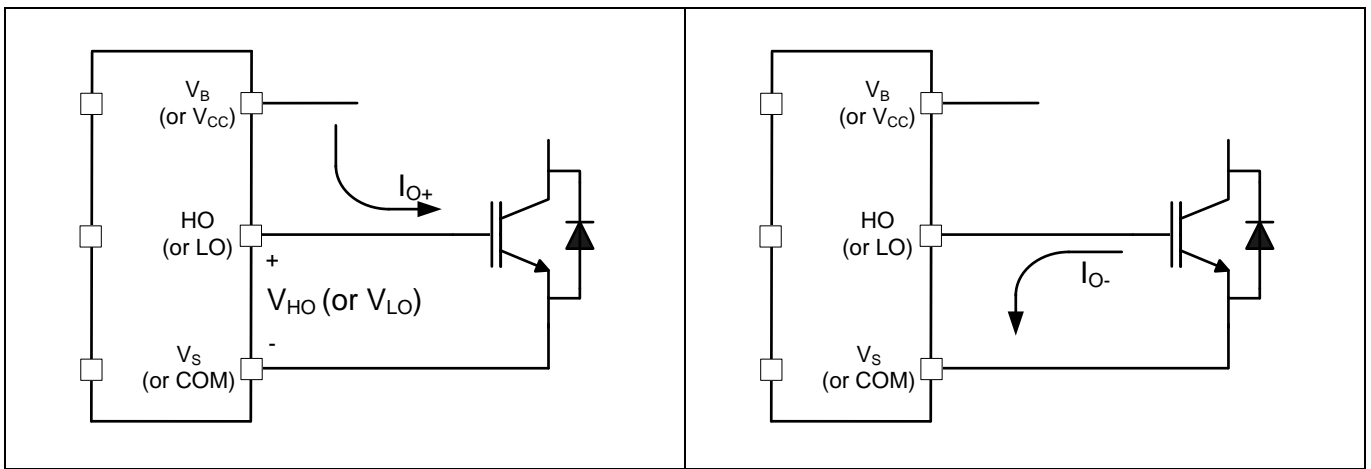 V_B
(or V_CC)
I_O+
HO
(or LO)
+
V_HO (or V_LO)
-
V_S
(or COM)
V_B
(or V_CC)
HO
(or LO)
I_O-
V_S
(or COM)